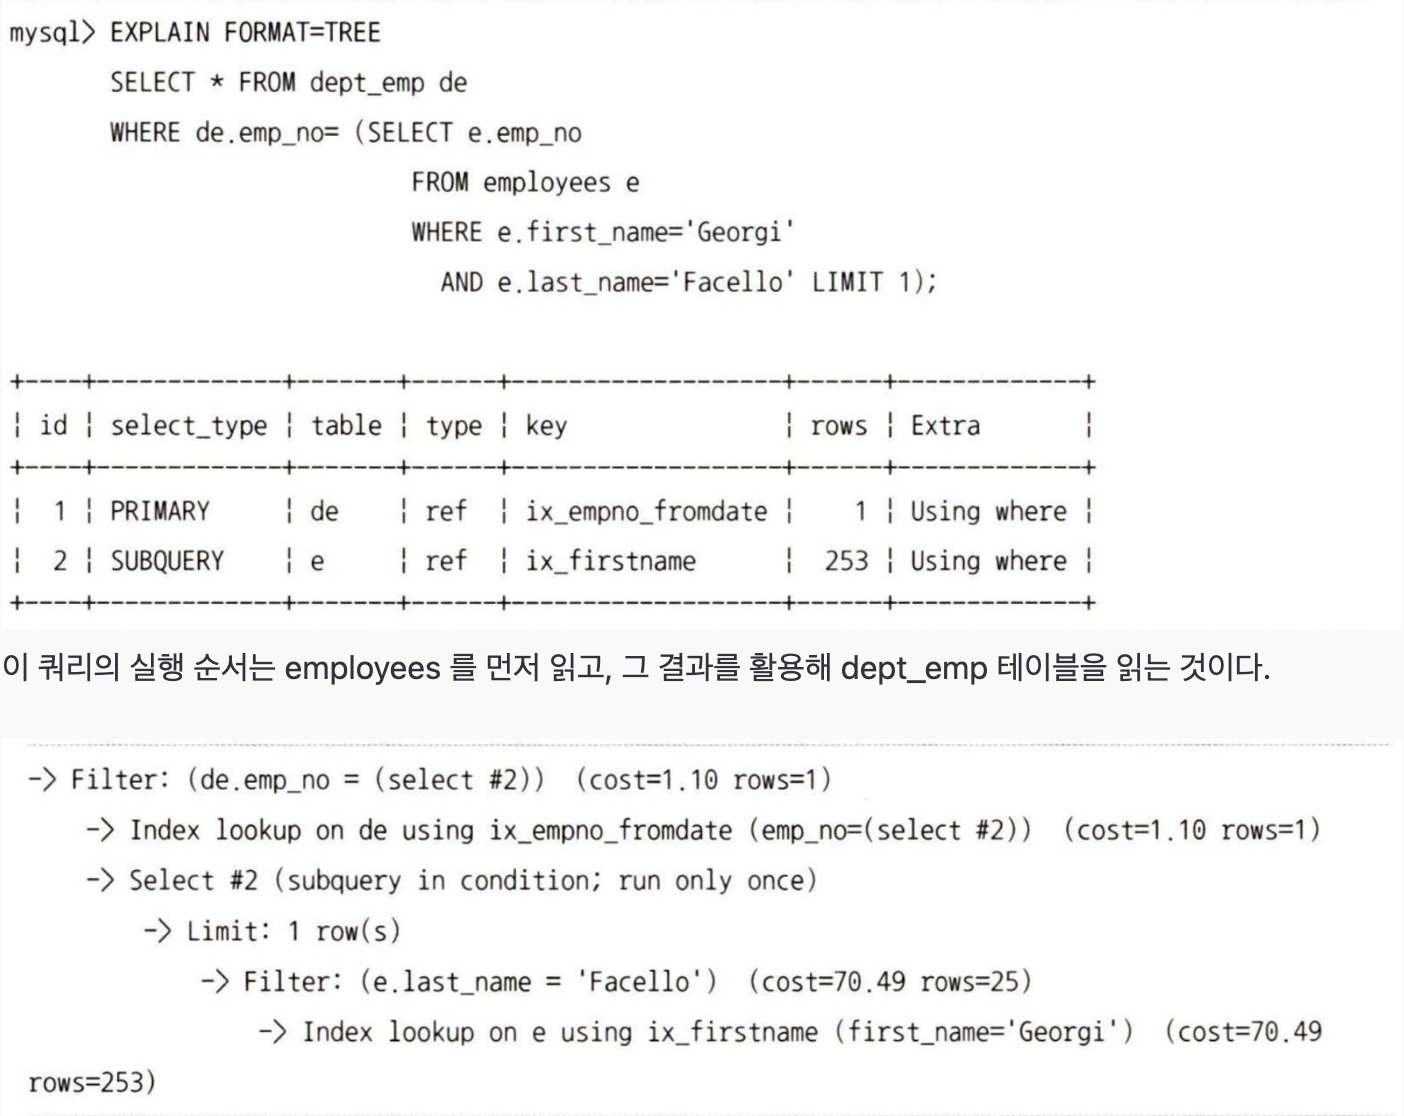 mysql> EXPLAIN FORMAT=TREE
       SELECT * FROM dept_emp de
       WHERE de.emp_no= (SELECT e.emp_no
                            FROM employees e
                            WHERE e.first_name='Georgi'
                              AND e.last_name='Facello' LIMIT 1);
+----+-------------+-------+------+-------------------+------+-------------+
| id | select_type | table | type | key               | rows | Extra       |
+----+-------------+-------+------+-------------------+------+-------------+
|  1 | PRIMARY     | de    | ref  | ix_empno_fromdate |    1 | Using where |
|  2 | SUBQUERY    | e     | ref  | ix_firstname      |  253 | Using where |
+----+-------------+-------+------+-------------------+------+-------------+
이 쿼리의 실행 순서는 employees 를 먼저 읽고, 그 결과를 활용해 dept_emp 테이블을 읽는 것이다.
-> Filter: (de.emp_no = (select #2))  (cost=1.10 rows=1)
    -> Index lookup on de using ix_empno_fromdate (emp_no=(select #2))  (cost=1.10 rows=1)
    -> Select #2 (subquery in condition; run only once)
        -> Limit: 1 row(s)
            -> Filter: (e.last_name = 'Facello')  (cost=70.49 rows=25)
                -> Index lookup on e using ix_firstname (first_name='Georgi')  (cost=70.49
rows=253)